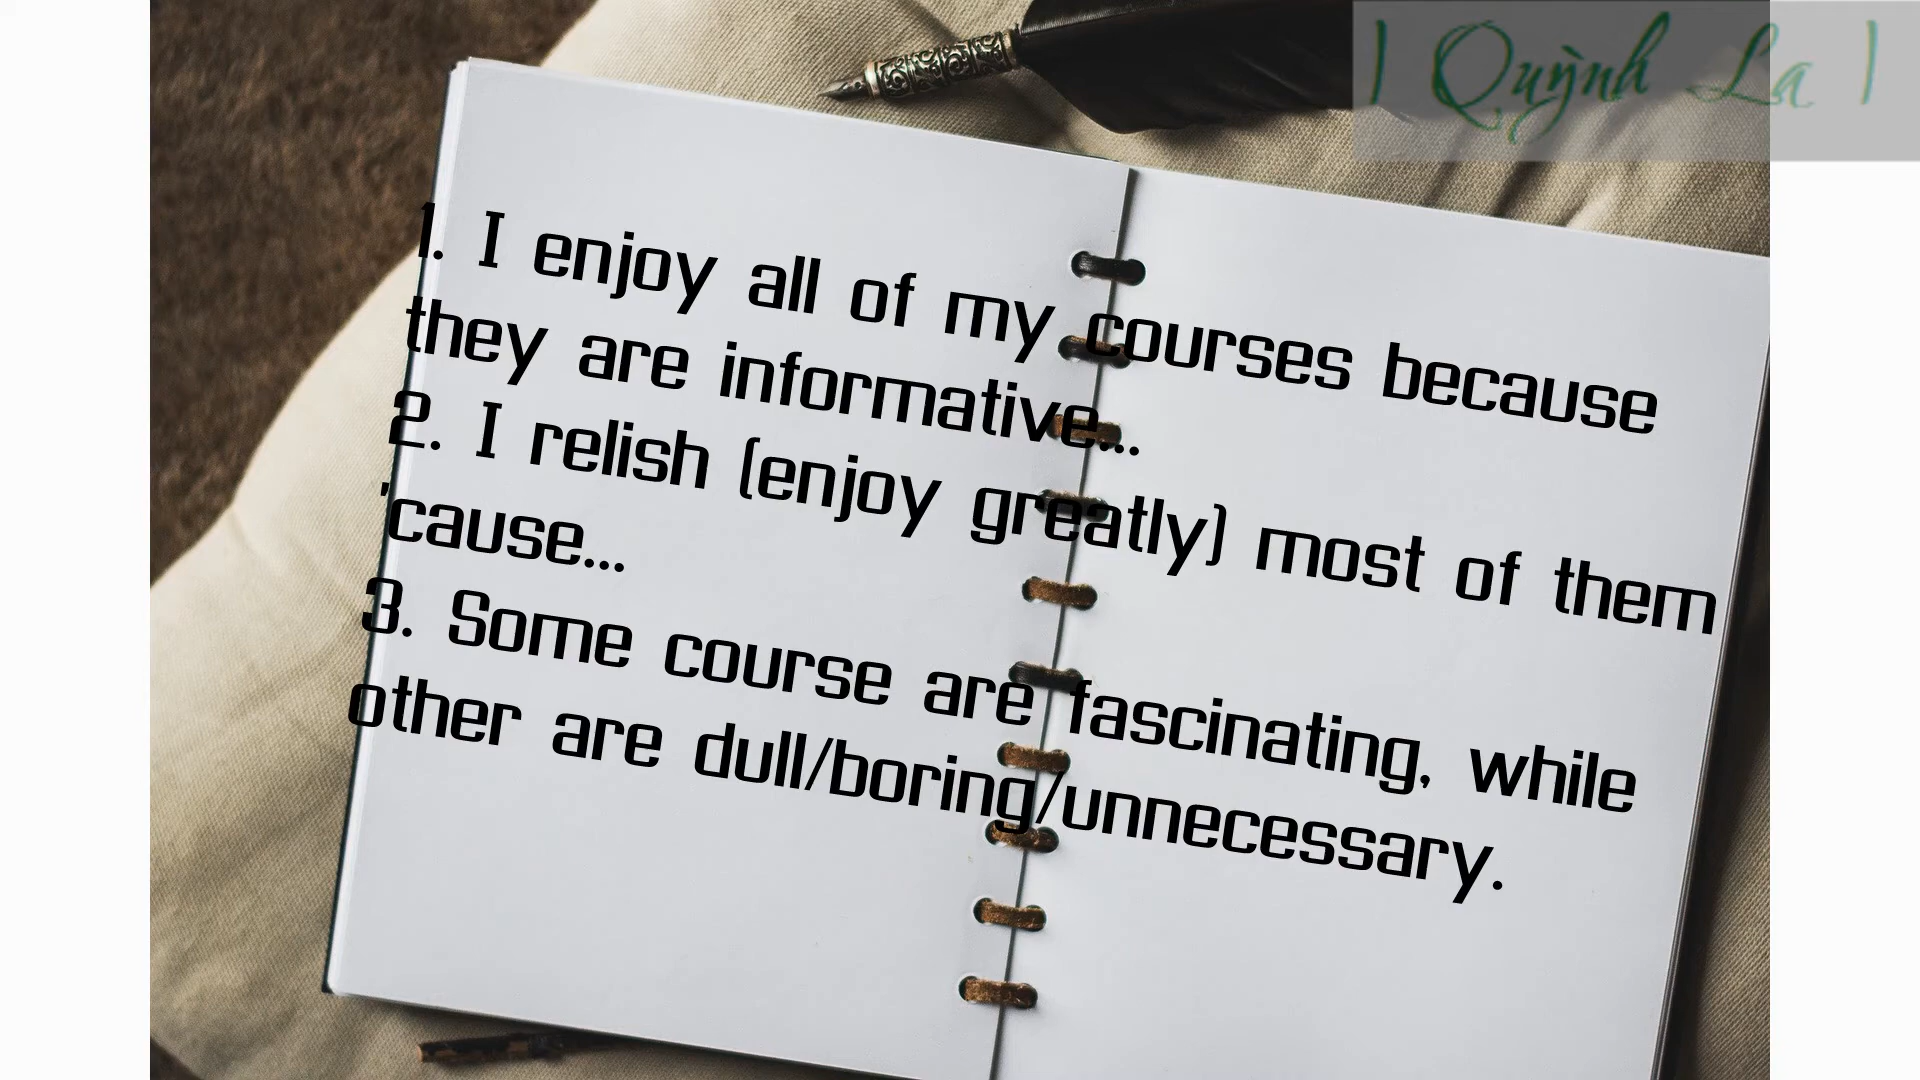 | Quỳnh La |
1. I enjoy all of my courses because
they are informative...
2. I relish (enjoy greatly) most of them
'cause...
3. Some course are fascinating, while
other are dull/boring/unnecessary.